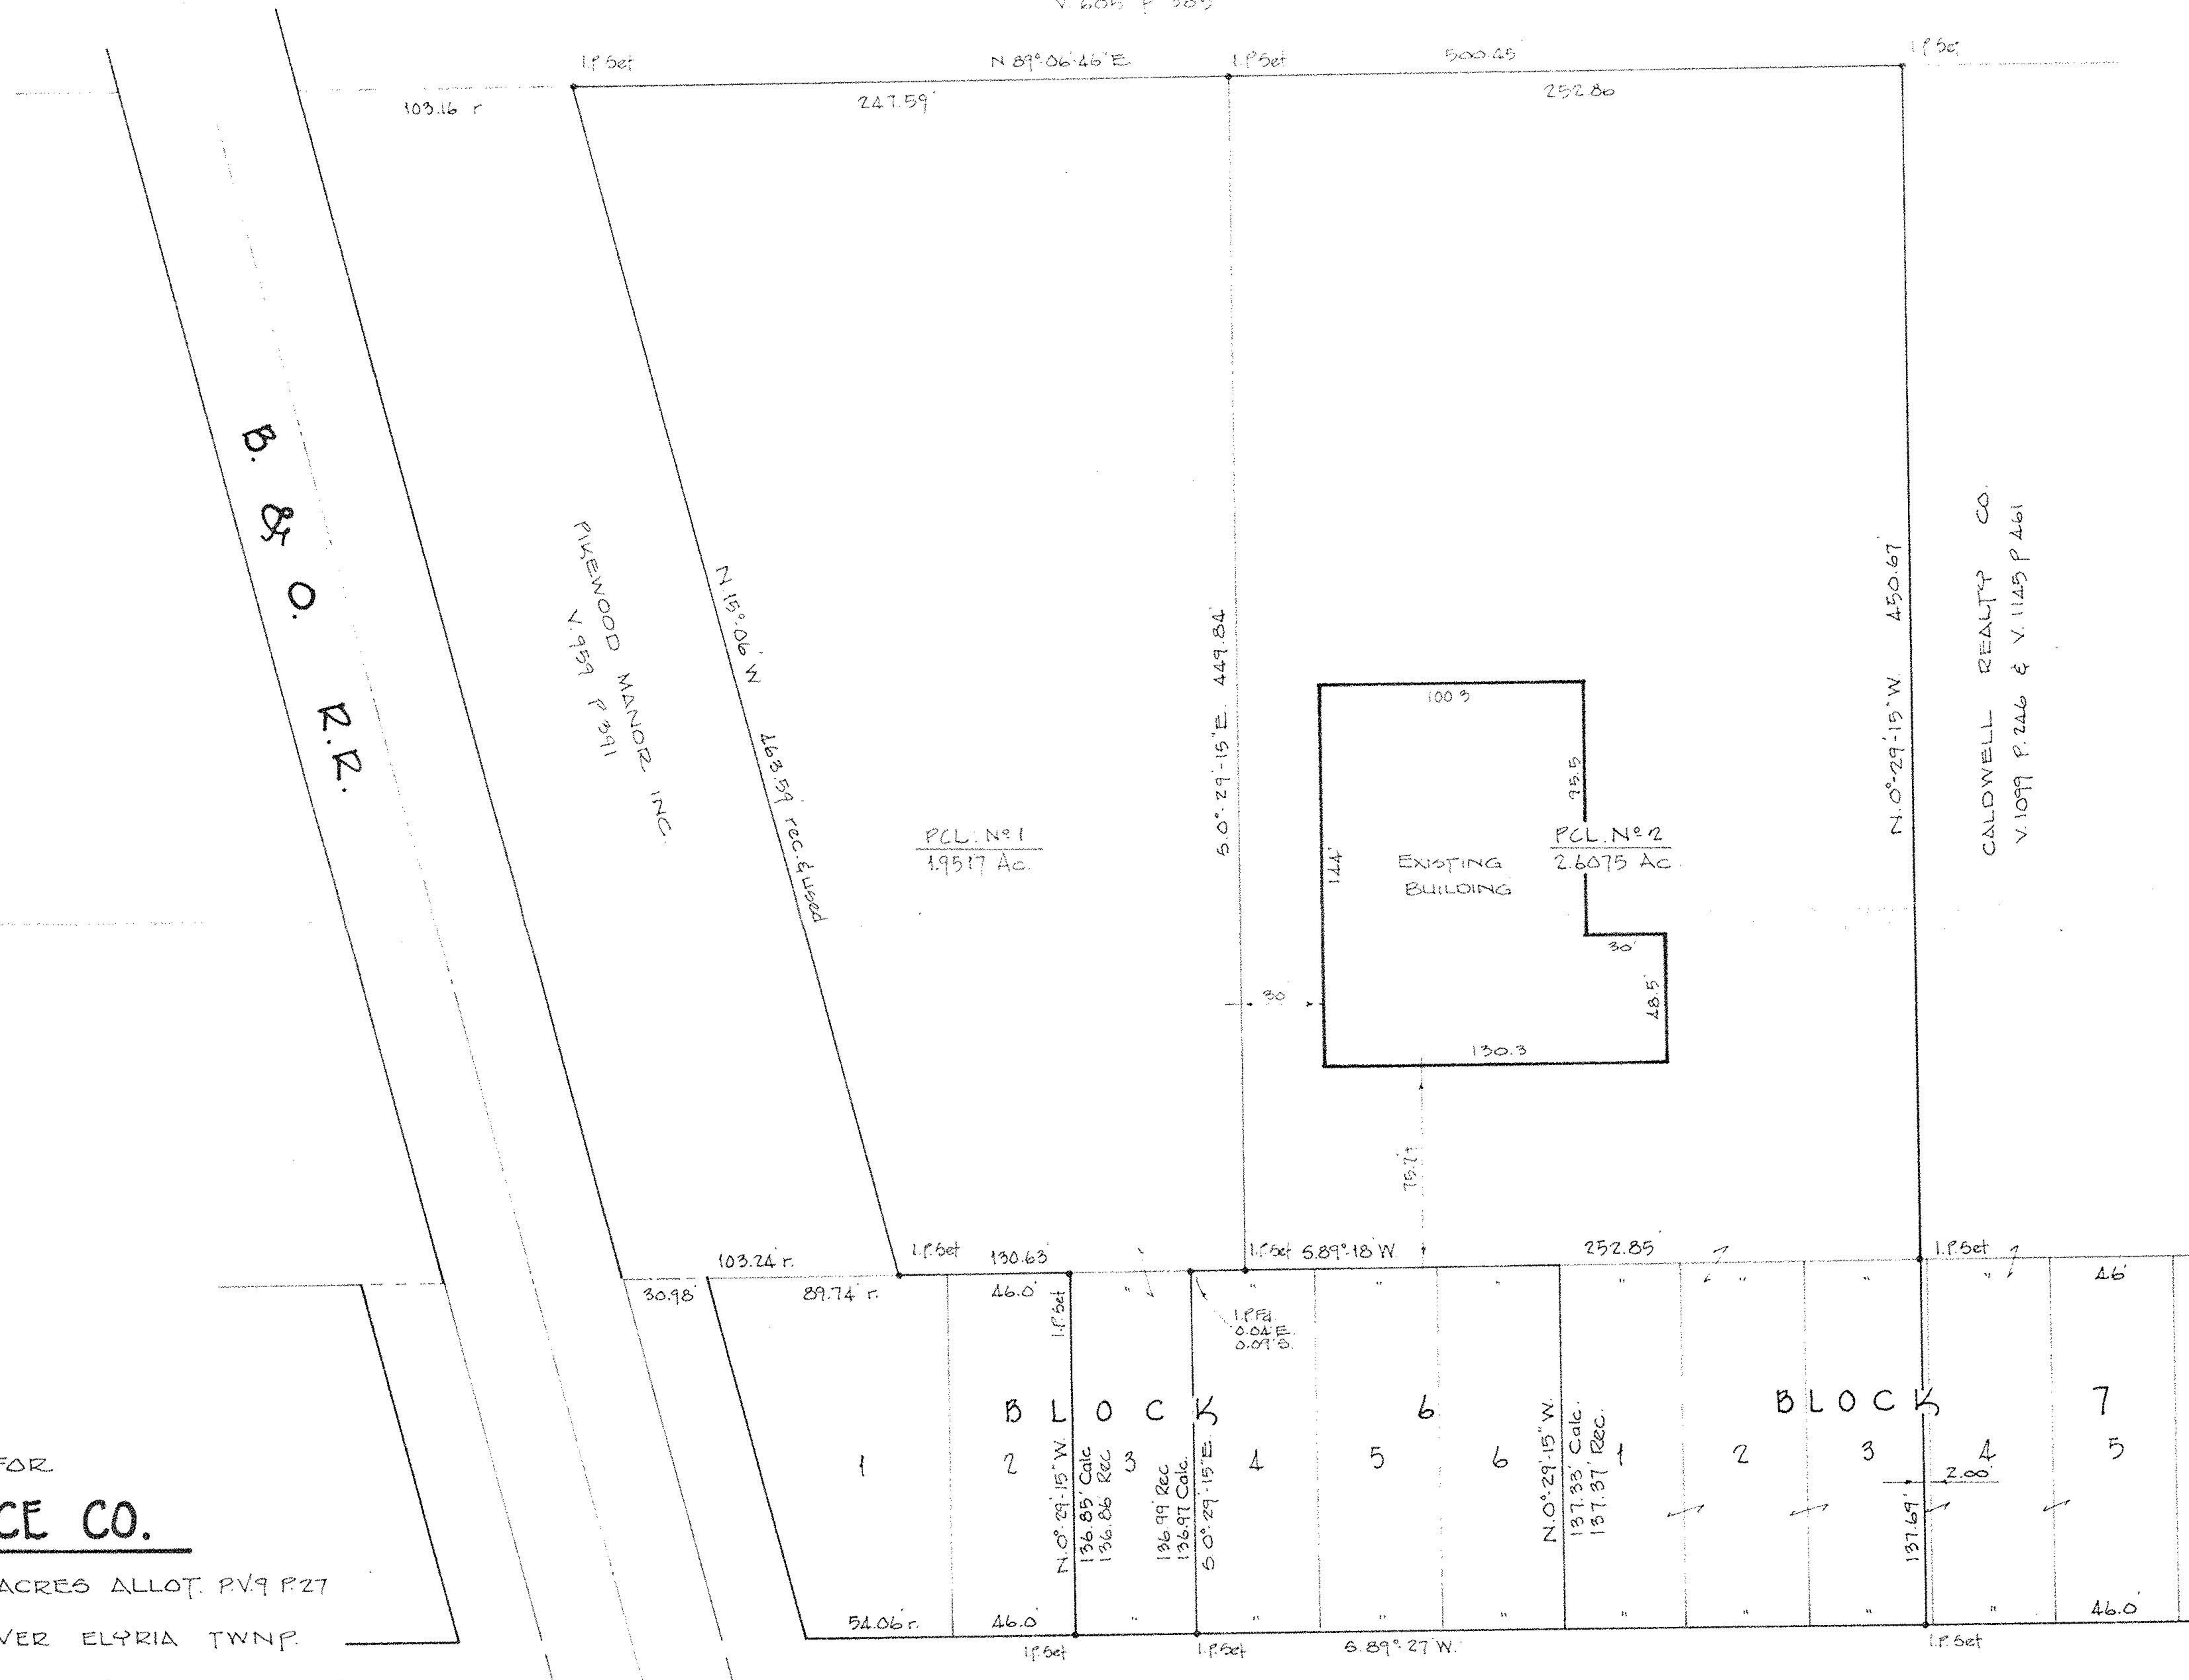 V. 605 P 385
I.P. Set
N 89°-06'-46" E
I.P. Set
500.45'
I.P. Set
103.16 r
247.59'
252.86
B. & O. R.R.
PIKEWOOD MANOR INC.
V. 959 P 391
N. 15°-06' W 463.59' rec. & used
S. 0°-29'-15" E. 449.84'
N. 0°-29'-15" W. 450.67'
CALDWELL REALTY CO.
V. 1099 P. 246 & V. 1145 P 461
100.3
95.5
144'
PCL. Nº 1
1.9517 Ac.
EXISTING
BUILDING
PCL. Nº 2
2.6075 Ac.
30'
48.5'
30'
130.3
75.7±
103.24' r.
I.P. Set
130.63'
I.P. Set
S. 89°-18' W.
252.85'
I.P. Set
30.98'
89.74' r.
46.0'
"
"
"
"
"
"
"
"
46'
I.P. Set
I.P. Fd.
0.04' E.
0.09' S.
BLOCK 6
BLOCK 7
1
2
3
4
5
6
1
2
3
4
5
N. 0°-29'-15" W.
136.85' Calc
136.86' Rec
136.99' Rec
136.97 Calc.
S 0°-29'-15" E
N. 0°-29'-15" W.
137.33' Calc.
137.37' Rec.
2.00
137.69'
54.06' r.
46.0'
"
"
"
"
"
"
"
"
46.0'
I.P. Set
I.P. Set
S. 89°-27' W.
I.P. Set
FOR
CE CO.
ACRES ALLOT. P.V. 9 P. 27
VER ELYRIA TWNP.